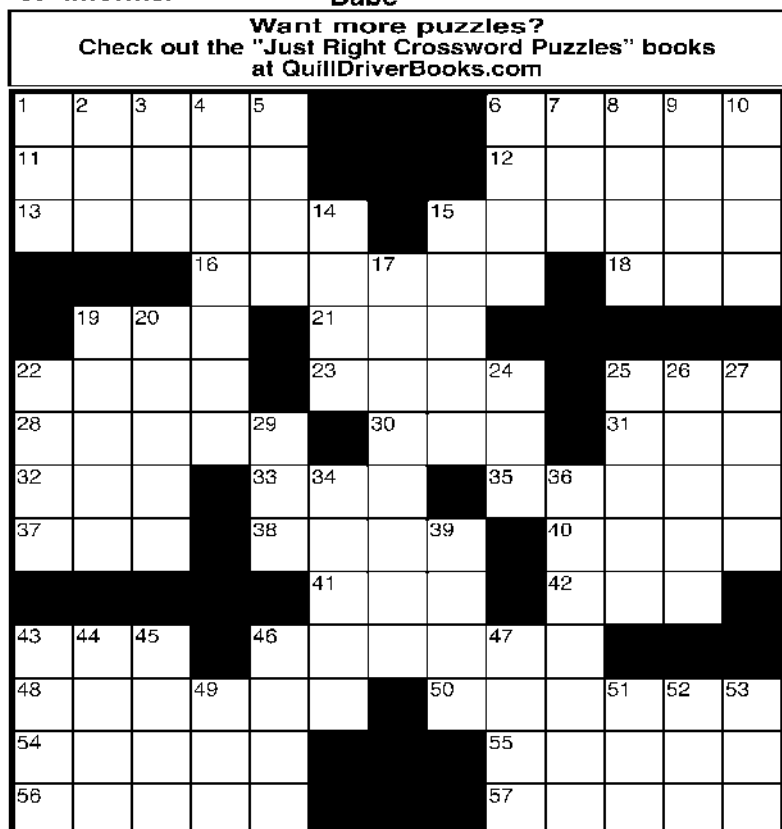 Want more puzzles?
Check out the "Just Right Crossword Puzzles" books
at QuillDriverBooks.com
1 2 3 4 5 6 7 8 9 10
11 12
13 14 15
16 17 18
19 20 21
22 23 24 25 26 27
28 29 30 31
32 33 34 35 36
37 38 39 40
41 42
43 44 45 46 47
48 49 50 51 52 53
54 55
56 57